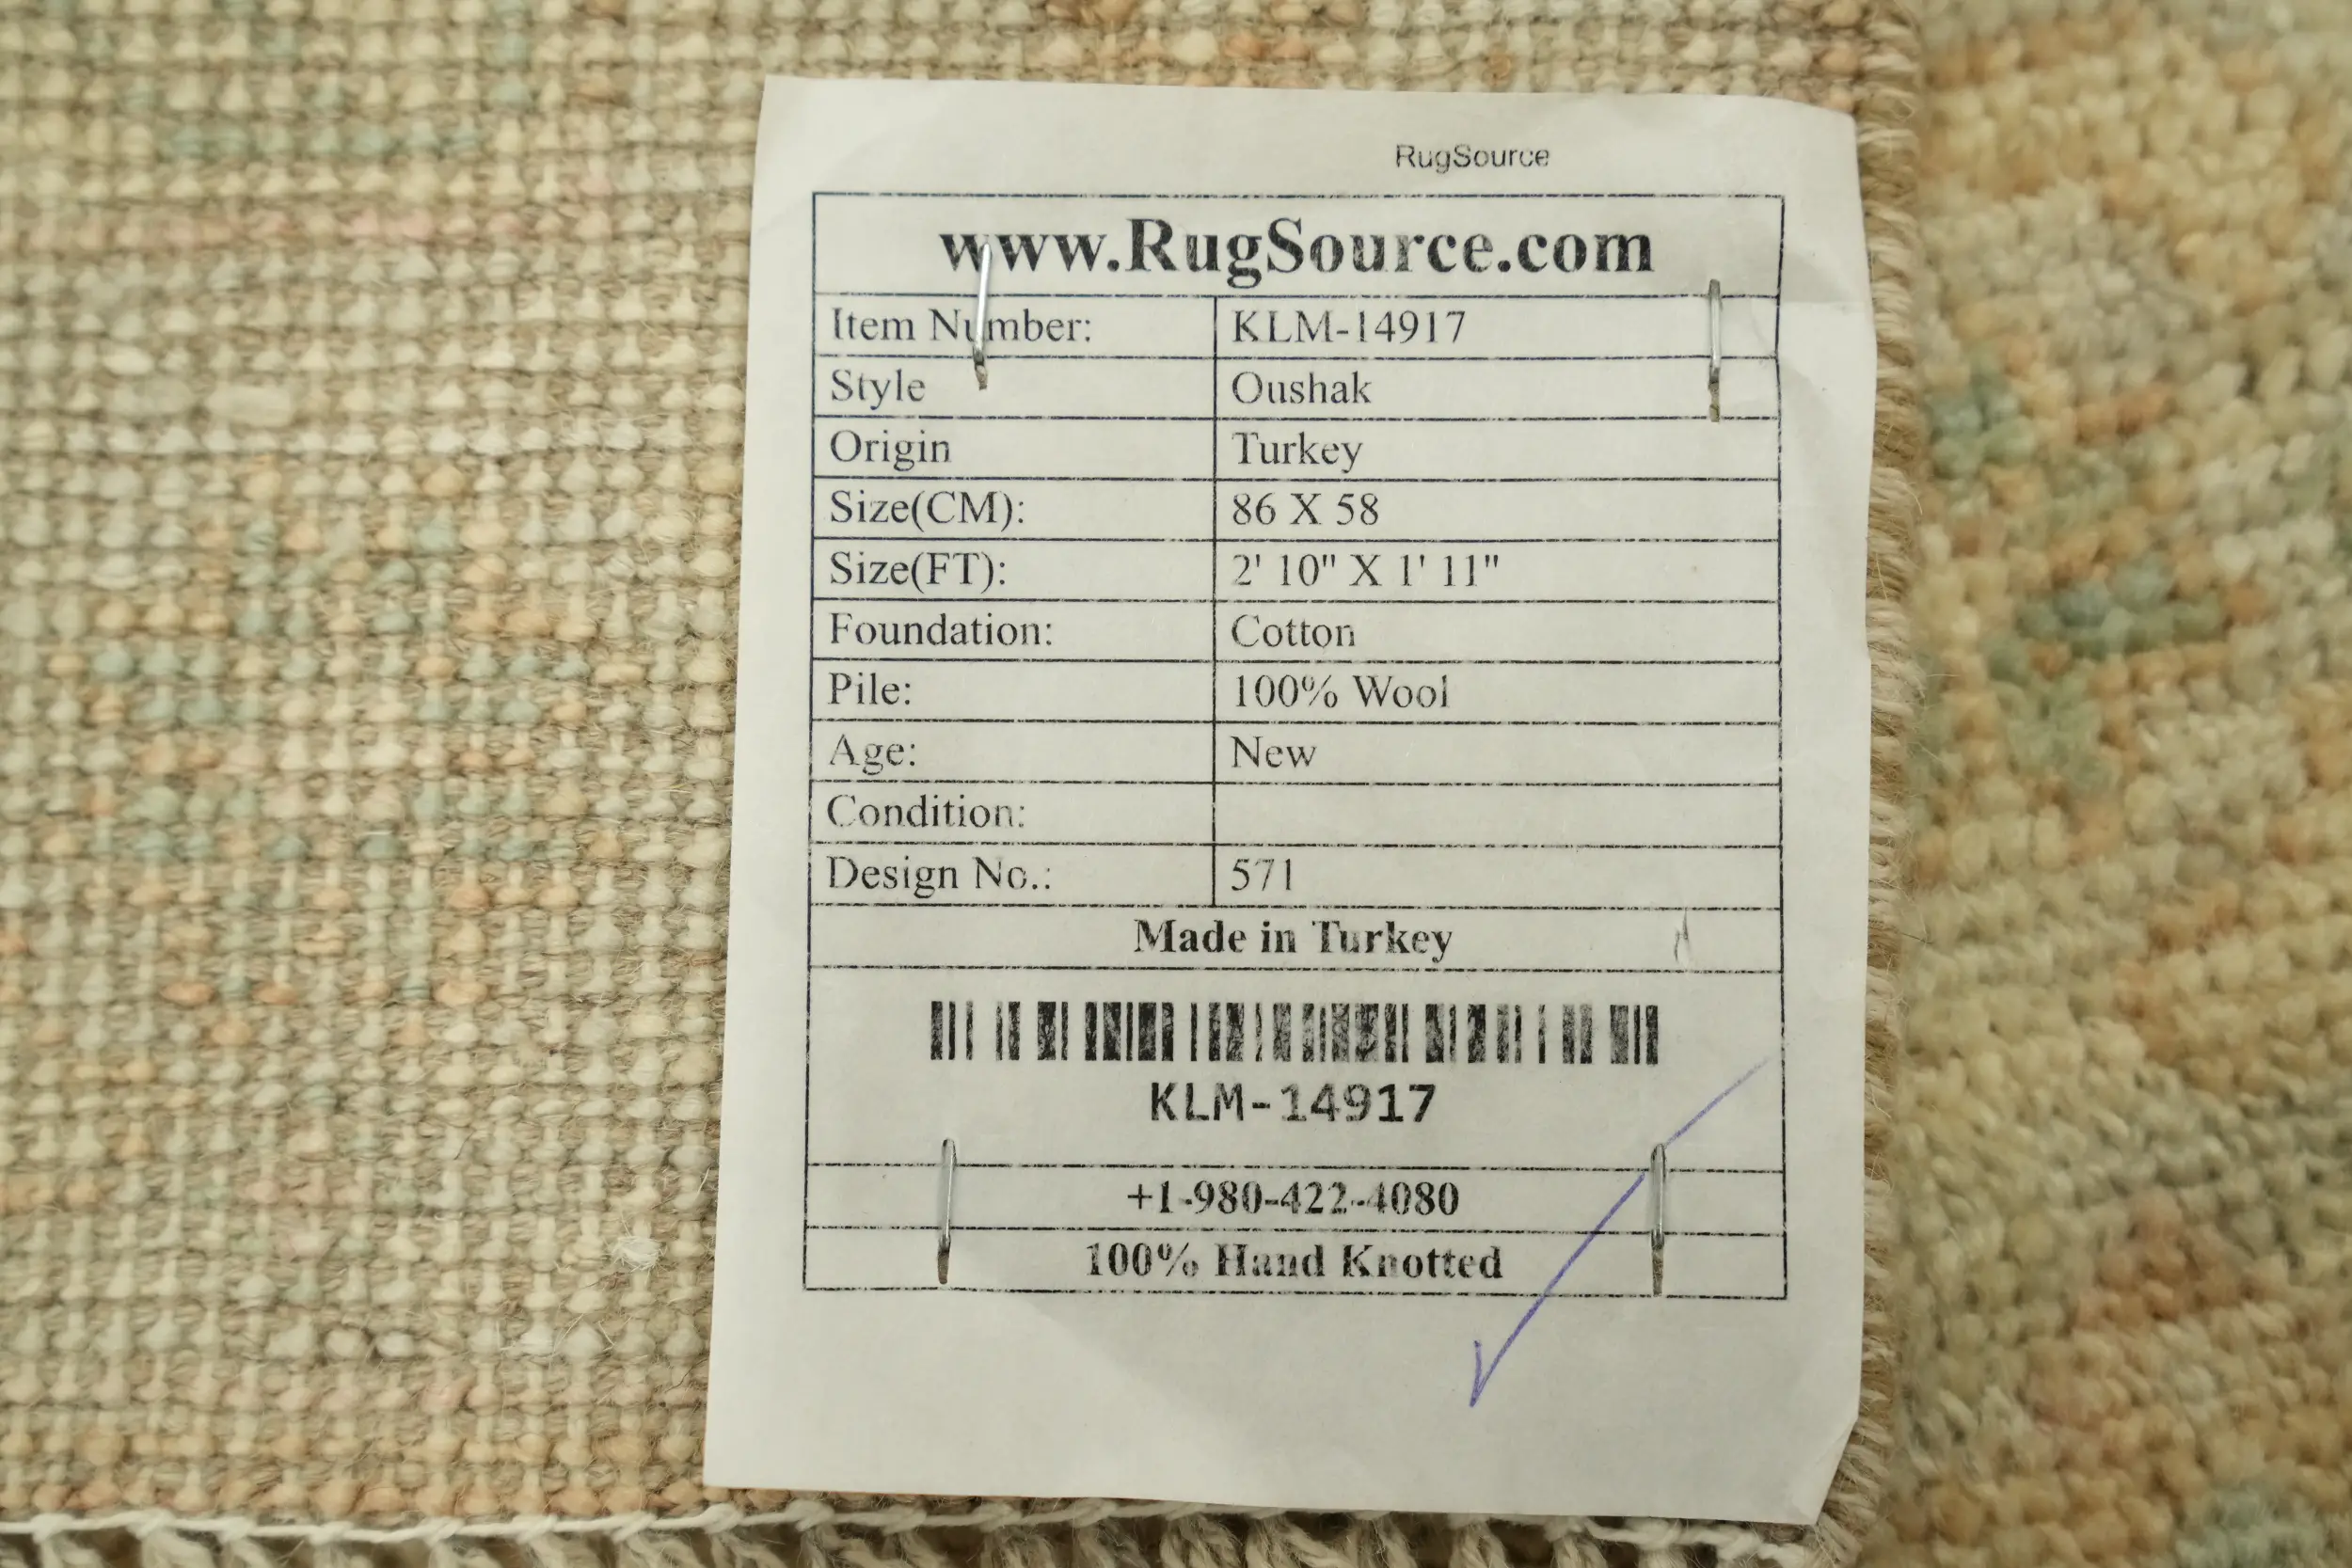 RugSource
www.RugSource.com
Item Number: KLM-14917
Style Oushak
Origin Turkey
Size(CM): 86 X 58
Size(FT): 2' 10" X 1' 11"
Foundation: Cotton
Pile: 100% Wool
Age: New
Condition:
Design No.: 571
Made in Turkey
KLM-14917
+1-980-422-4080
100% Hand Knotted